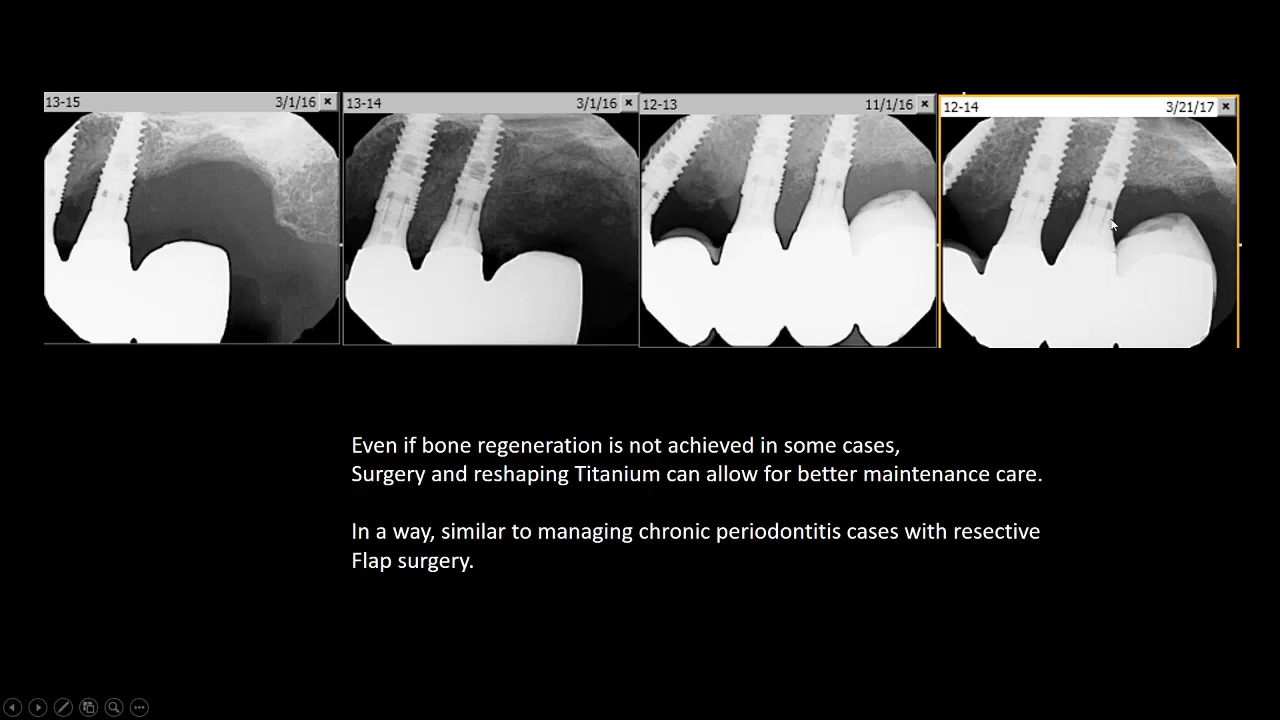 13-15 3/1/16 ×
13-14 3/1/16 ×
12-13 11/1/16 ×
12-14 3/21/17 ×
Even if bone regeneration is not achieved in some cases,
Surgery and reshaping Titanium can allow for better maintenance care.
In a way, similar to managing chronic periodontitis cases with resective
Flap surgery.